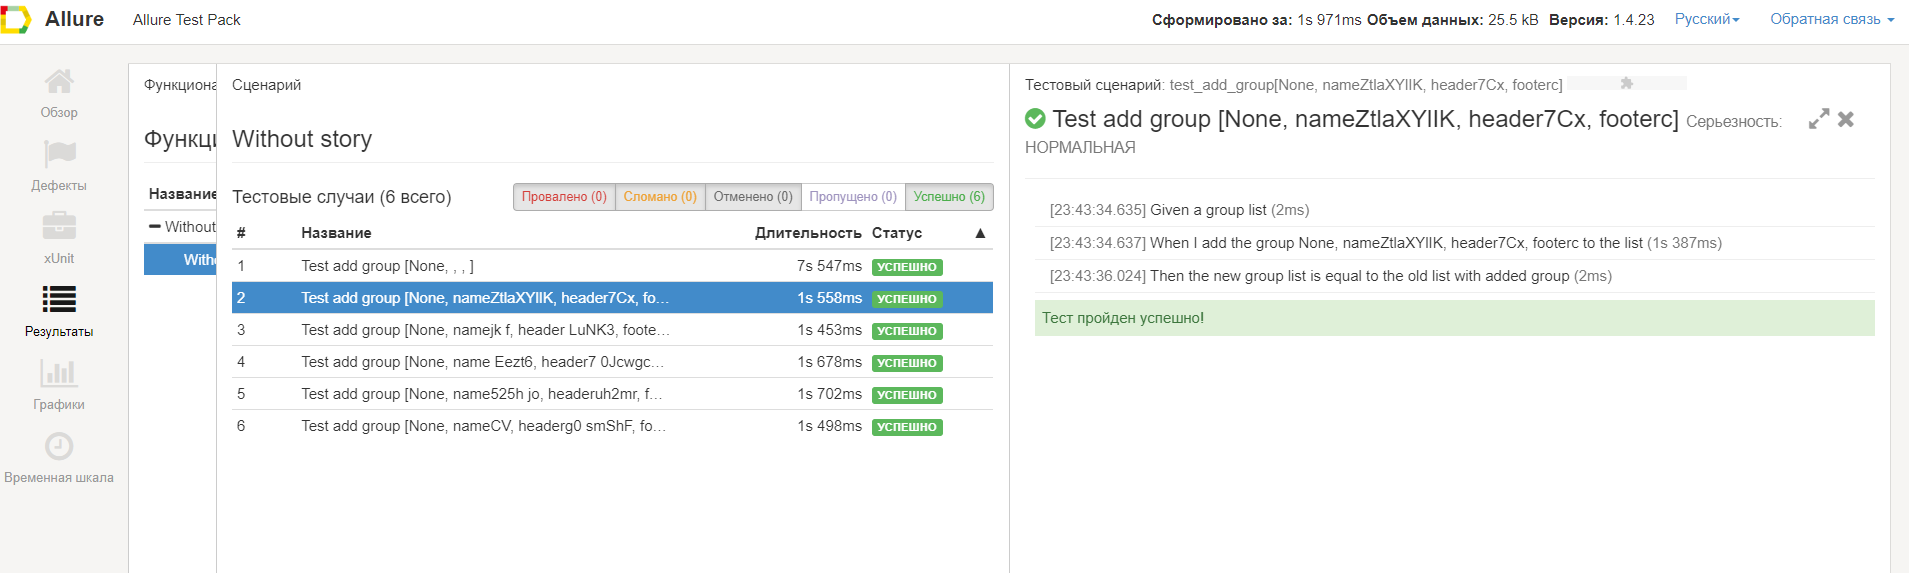 Allure Allure Test Pack Сформировано за: 1s 971ms Объем данных: 25.5 kB Версия: 1.4.23 Русский Обратная связь
Обзор
Дефекты
xUnit
Результаты
Графики
Временная шкала
Функциона
Функци
Название
Without
Witho
Сценарий
Without story
Тестовые случаи (6 всего) Провалено (0) Сломано (0) Отменено (0) Пропущено (0) Успешно (6)
# Название Длительность Статус ▲
1 Test add group [None, , , ] 7s 547ms УСПЕШНО
2 Test add group [None, nameZtlaXYIIK, header7Cx, fo… 1s 558ms УСПЕШНО
3 Test add group [None, namejk f, header LuNK3, foote… 1s 453ms УСПЕШНО
4 Test add group [None, name Eezt6, header7 0Jcwgc… 1s 678ms УСПЕШНО
5 Test add group [None, name525h jo, headeruh2mr, f… 1s 702ms УСПЕШНО
6 Test add group [None, nameCV, headerg0 smShF, fo… 1s 498ms УСПЕШНО
Тестовый сценарий: test_add_group[None, nameZtlaXYIIK, header7Cx, footerc]
Test add group [None, nameZtlaXYIIK, header7Cx, footerc] Серьезность:
НОРМАЛЬНАЯ
[23:43:34.635] Given a group list (2ms)
[23:43:34.637] When I add the group None, nameZtlaXYIIK, header7Cx, footerc to the list (1s 387ms)
[23:43:36.024] Then the new group list is equal to the old list with added group (2ms)
Тест пройден успешно!